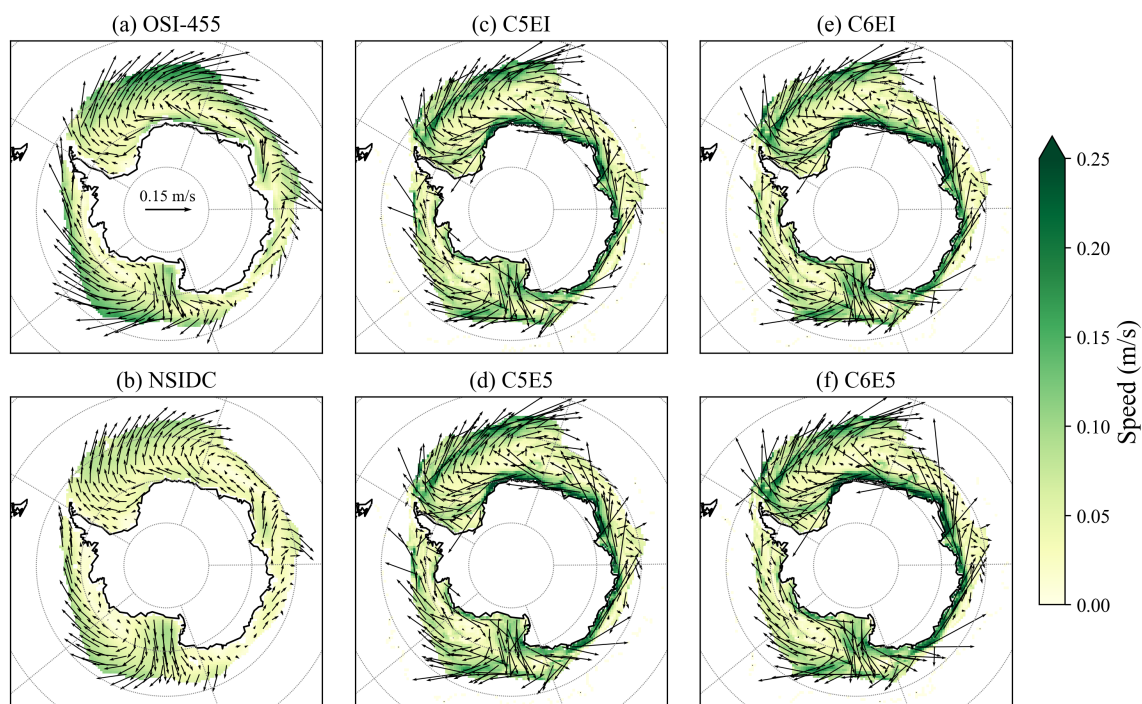 (a) OSI-455
(c) C5EI
(e) C6EI
0.15 m/s
(b) NSIDC
(d) C5E5
(f) C6E5
0.25
0.20
0.15
0.10
0.05
0.00
Speed (m/s)